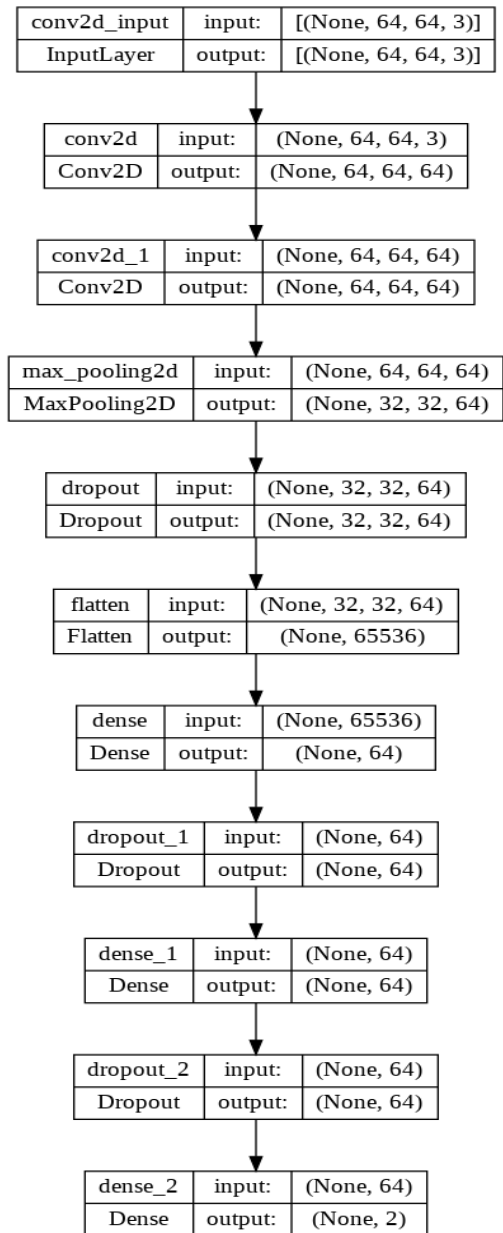 conv2d_input input: [(None, 64, 64, 3)]
InputLayer output: [(None, 64, 64, 3)]
conv2d input: (None, 64, 64, 3)
Conv2D output: (None, 64, 64, 64)
conv2d_1 input: (None, 64, 64, 64)
Conv2D output: (None, 64, 64, 64)
max_pooling2d input: (None, 64, 64, 64)
MaxPooling2D output: (None, 32, 32, 64)
dropout input: (None, 32, 32, 64)
Dropout output: (None, 32, 32, 64)
flatten input: (None, 32, 32, 64)
Flatten output: (None, 65536)
dense input: (None, 65536)
Dense output: (None, 64)
dropout_1 input: (None, 64)
Dropout output: (None, 64)
dense_1 input: (None, 64)
Dense output: (None, 64)
dropout_2 input: (None, 64)
Dropout output: (None, 64)
dense_2 input: (None, 64)
Dense output: (None, 2)